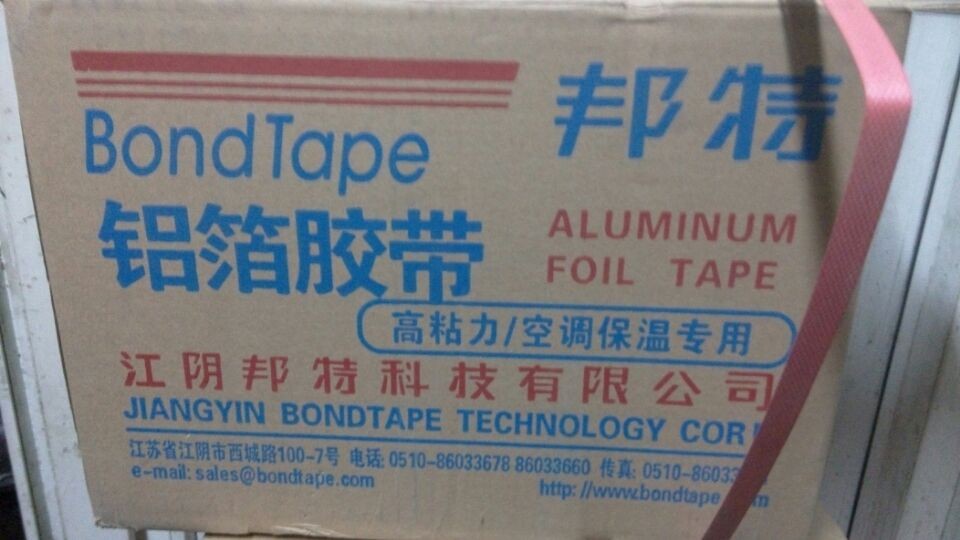 BondTape
邦特
铝箔胶带
ALUMINUM
FOIL TAPE
高粘力/空调保温专用
江阴邦特科技有限公司
JIANGYIN BONDTAPE TECHNOLOGY
江苏省江阴市西城路100-7号 电话: 0510-86033678 86033660 传真: 0510-86033
e-mail: sales@bondtape.com
http: //www.bondtape